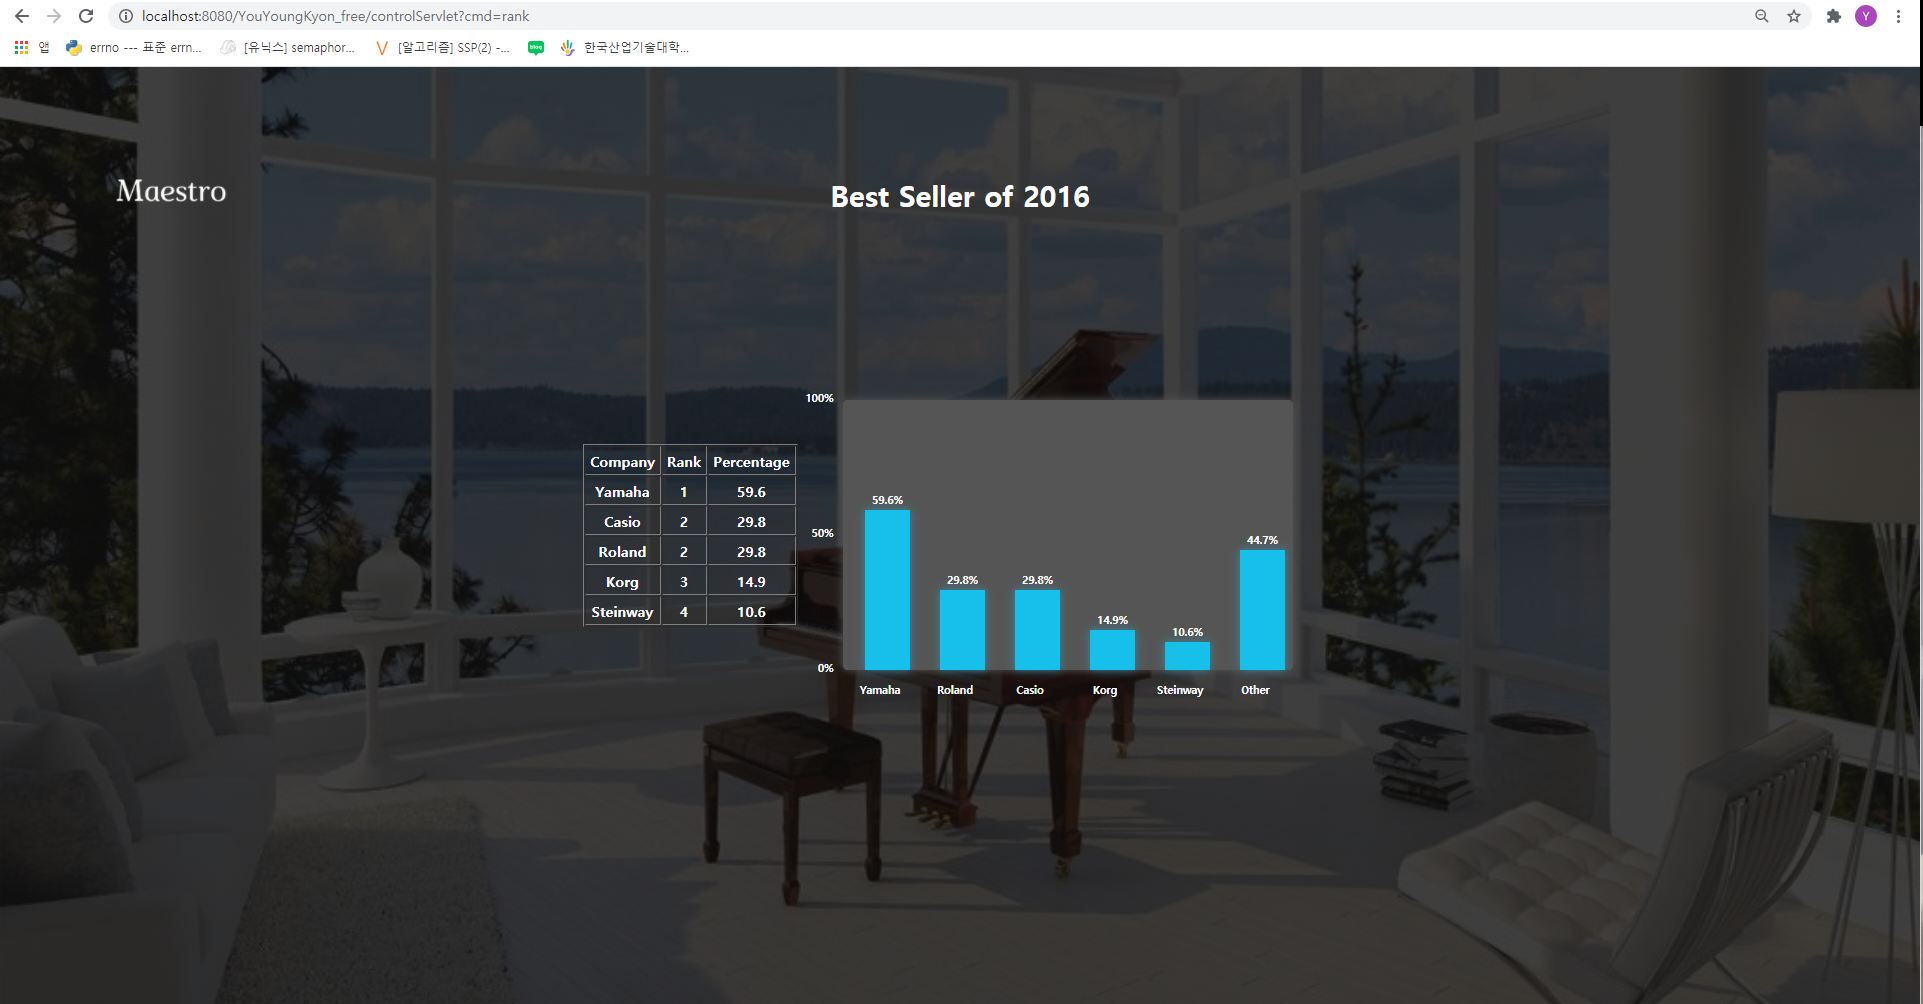 localhost:8080/YouYoungKyon_free/controlServlet?cmd=rank
Y
앱
errno --- 표준 errn...
[유닉스] semaphor...
[알고리즘] SSP(2) -...
blog
한국산업기술대학...
Maestro
Best Seller of 2016
Company Rank Percentage
Yamaha 1 59.6
Casio 2 29.8
Roland 2 29.8
Korg 3 14.9
Steinway 4 10.6
100%
50%
0%
59.6%
29.8%
29.8%
14.9%
10.6%
44.7%
Yamaha Roland Casio Korg Steinway Other